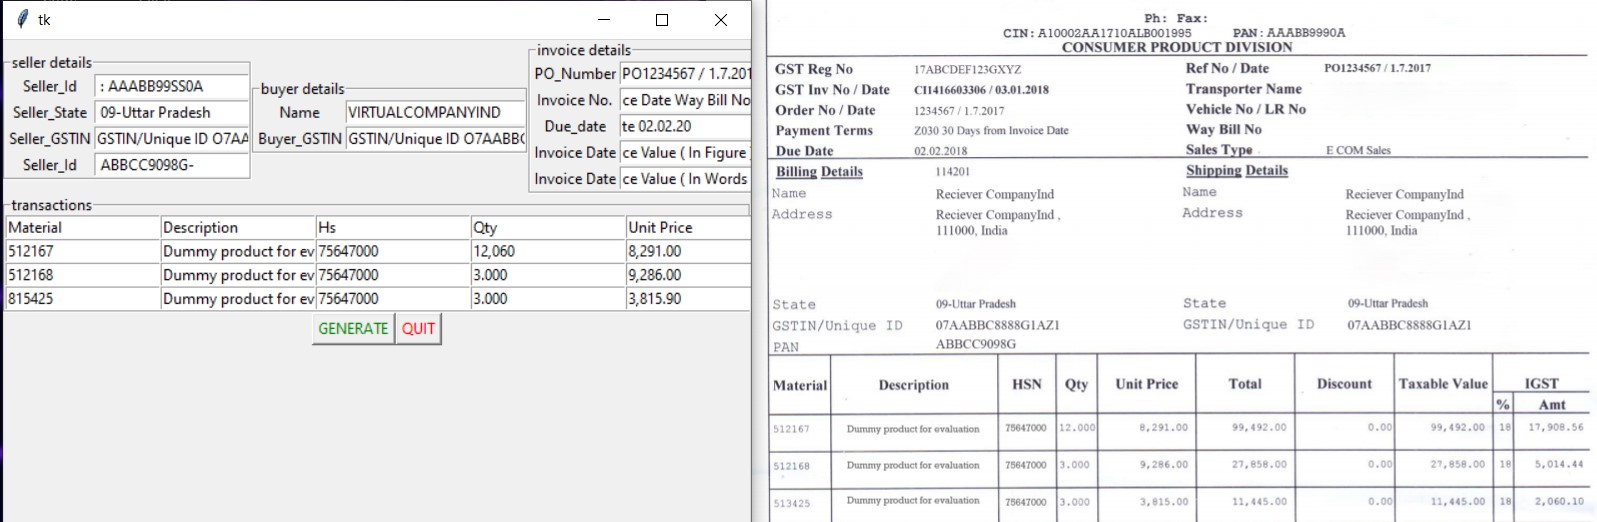 tk
seller details
Seller_Id : AAABB99SS0A
Seller_State 09-Uttar Pradesh
Seller_GSTIN GSTIN/Unique ID O7AA
Seller_Id ABBCC9098G-
buyer details
Name VIRTUALCOMPANYIND
Buyer_GSTIN GSTIN/Unique ID O7AABBC
invoice details
PO_Number PO1234567 / 1.7.201
Invoice No. ce Date Way Bill No
Due_date te 02.02.20
Invoice Date ce Value ( In Figure
Invoice Date ce Value ( In Words
transactions
Material Description Hs Qty Unit Price
512167 Dummy product for ev 75647000 12,060 8,291.00
512168 Dummy product for ev 75647000 3.000 9,286.00
815425 Dummy product for ev 75647000 3.000 3,815.90
GENERATE QUIT
Ph: Fax:
CIN: A10002AA1710ALB001995 PAN: AAABB9990A
CONSUMER PRODUCT DIVISION
GST Reg No 17ABCDEF123GXYZ Ref No / Date PO1234567 / 1.7.2017
GST Inv No / Date CI1416603306 / 03.01.2018 Transporter Name
Order No / Date 1234567 / 1.7.2017 Vehicle No / LR No
Payment Terms Z030 30 Days from Invoice Date Way Bill No
Due Date 02.02.2018 Sales Type E COM Sales
Billing Details 114201 Shipping Details
Name Reciever CompanyInd Name Reciever CompanyInd
Address Reciever CompanyInd , Address Reciever CompanyInd ,
111000, India 111000, India
State 09-Uttar Pradesh State 09-Uttar Pradesh
GSTIN/Unique ID 07AABBC8888G1AZ1 GSTIN/Unique ID 07AABBC8888G1AZ1
PAN ABBCC9098G
Material Description HSN Qty Unit Price Total Discount Taxable Value IGST
% Amt
512167 Dummy product for evaluation 75647000 12.000 8,291.00 99,492.00 0.00 99,492.00 18 17,908.56
512168 Dummy product for evaluation 75647000 3.000 9,286.00 27,858.00 0.00 27,858.00 18 5,014.44
513425 Dummy product for evaluation 75647000 3.000 3,815.00 11,445.00 0.00 11,445.00 18 2,060.10